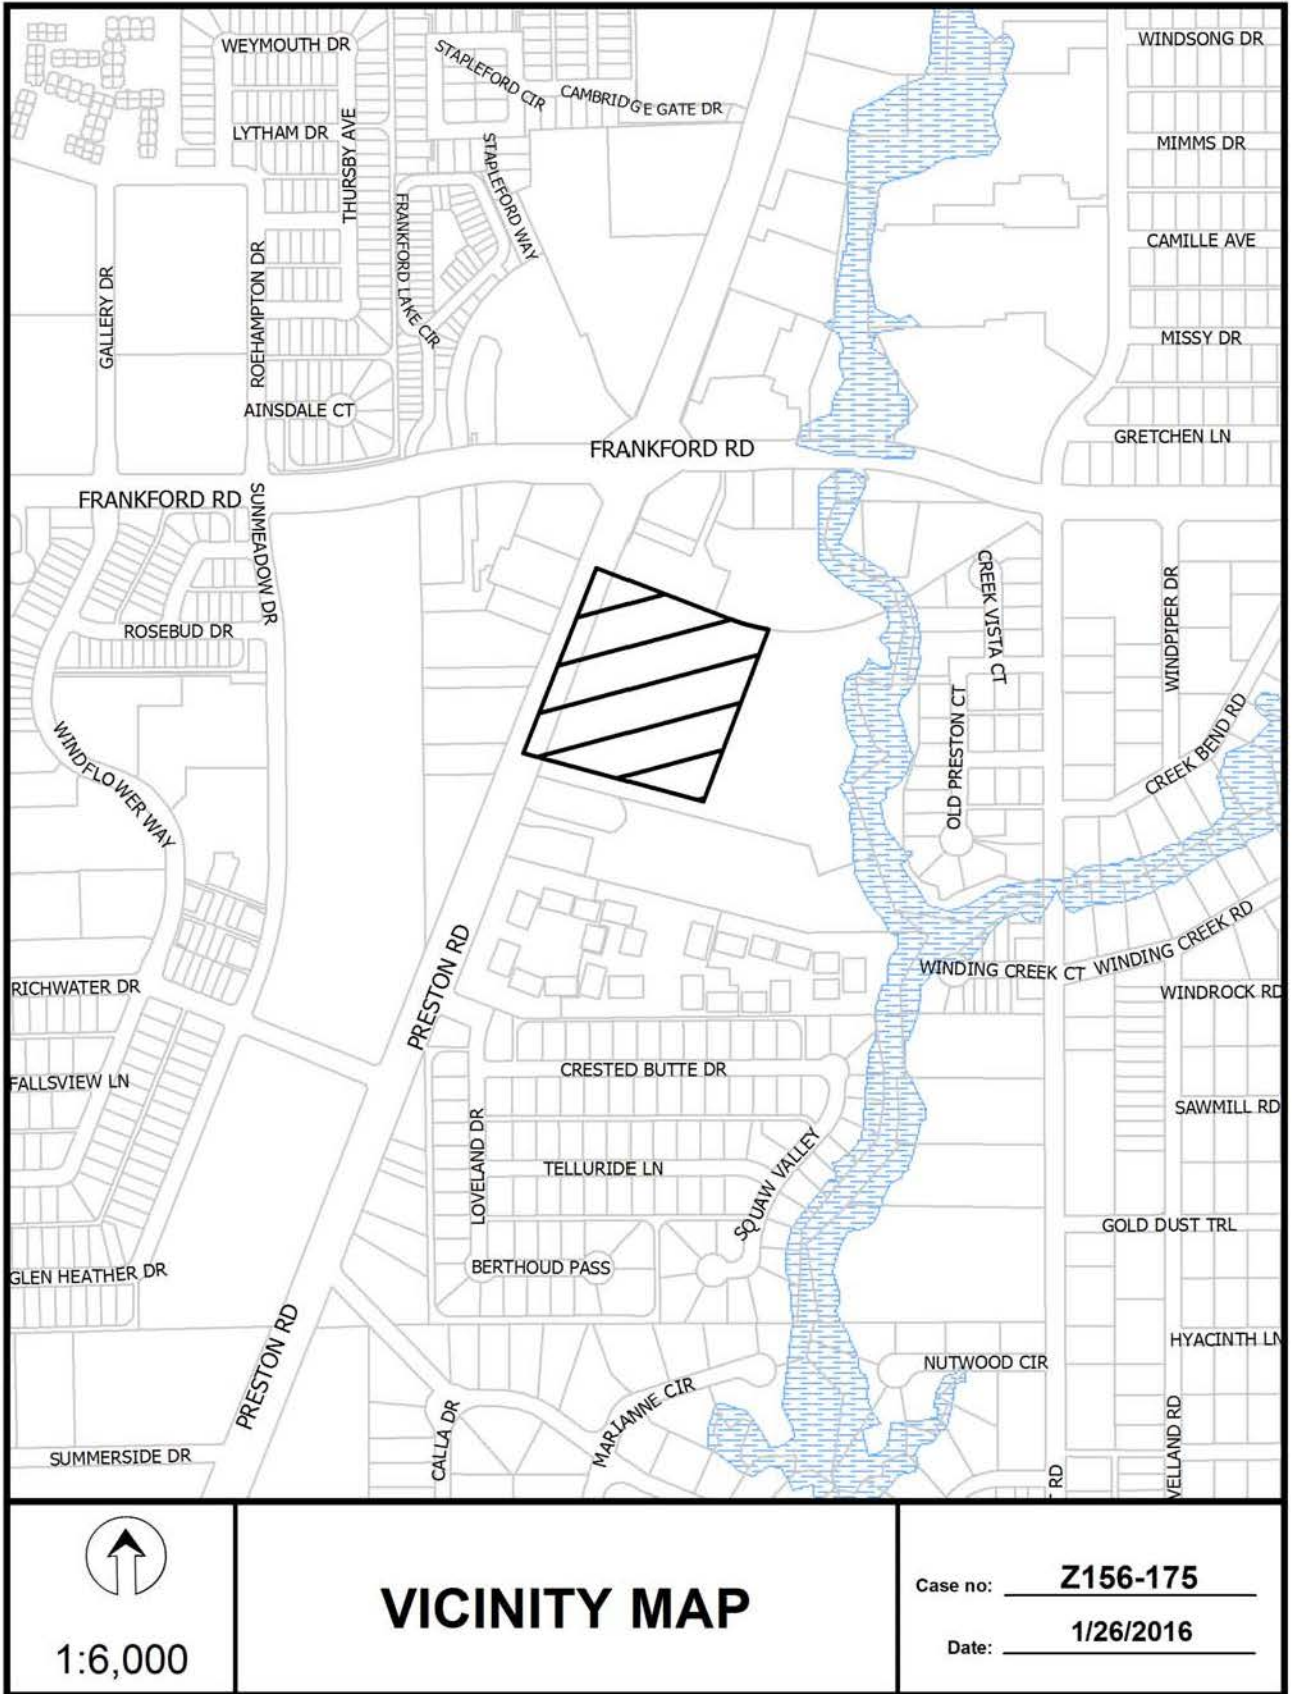 WEYMOUTH DR
STAPLEFORD CIR
CAMBRIDGE GATE DR
WINDSONG DR
LYTHAM DR
THURSBY AVE
STAPLEFORD WAY
MIMMS DR
FRANKFORD LAKE CIR
CAMILLE AVE
GALLERY DR
ROEHAMPTON DR
MISSY DR
AINSDALE CT
GRETCHEN LN
FRANKFORD RD
FRANKFORD RD
SUNMEADOW DR
CREEK VISTA CT
WINDPIPER DR
ROSEBUD DR
OLD PRESTON CT
CREEK BEND RD
WINDFLOWER WAY
PRESTON RD
WINDING CREEK CT
WINDING CREEK RD
RICHWATER DR
WINDROCK RD
CRESTED BUTTE DR
FALLSVIEW LN
SAWMILL RD
LOVELAND DR
TELLURIDE LN
SQUAW VALLEY
GOLD DUST TRL
BERTHOUD PASS
GLEN HEATHER DR
PRESTON RD
HYACINTH LN
NUTWOOD CIR
MARIANNE CIR
CALLA DR
SUMMERSIDE DR
RD
VELLAND RD
1:6,000
VICINITY MAP
Case no: Z156-175
Date: 1/26/2016